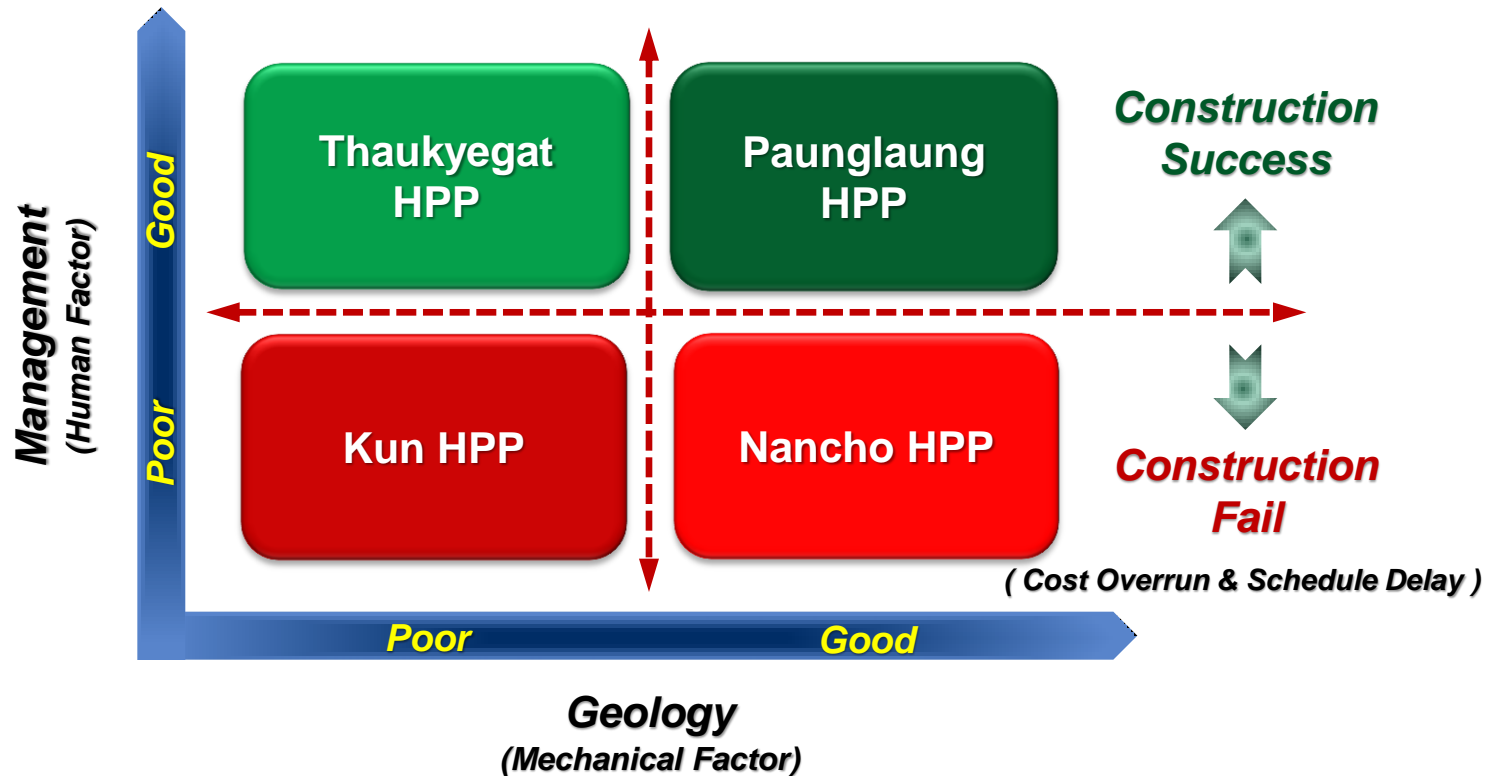 Management
(Human Factor)
Good
Poor
Thaukyegat
HPP
Paunglaung
HPP
Kun HPP
Nancho HPP
Construction
Success
Construction
Fail
( Cost Overrun & Schedule Delay )
Poor
Good
Geology
(Mechanical Factor)